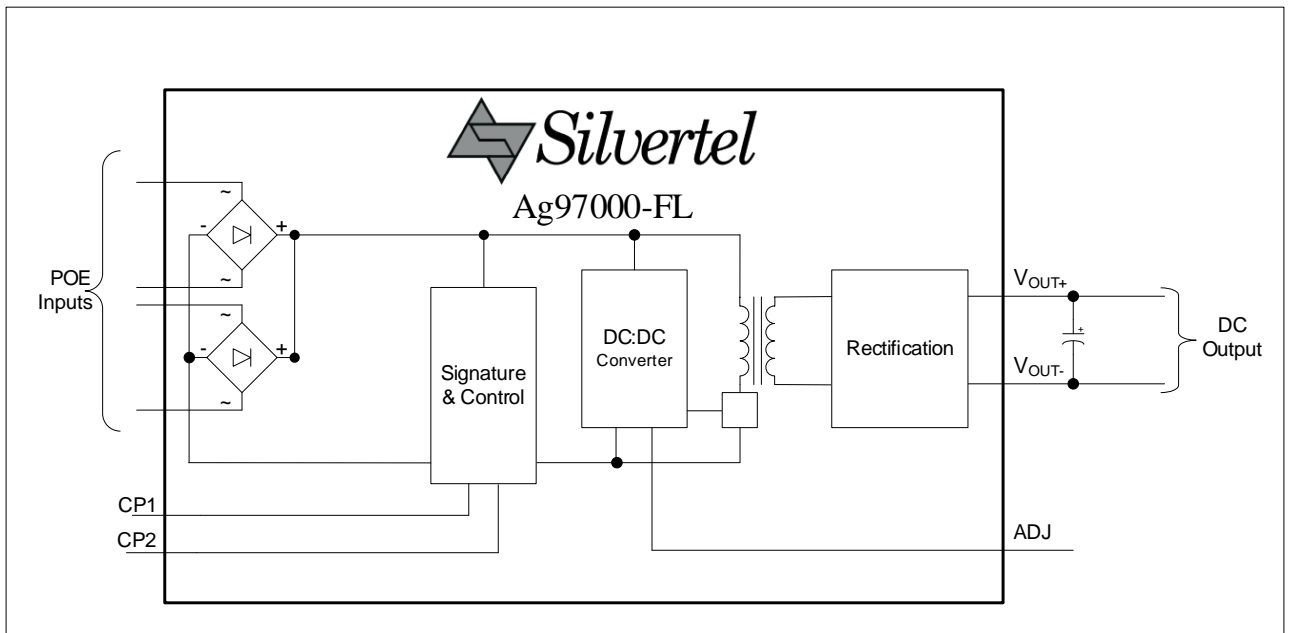 Silvertel
Ag97000-FL
~
-
+
~
POE
Inputs
~
-
+
~
Signature
& Control
DC:DC
Converter
Rectification
VOUT+
+
VOUT-
DC
Output
CP1
CP2
ADJ